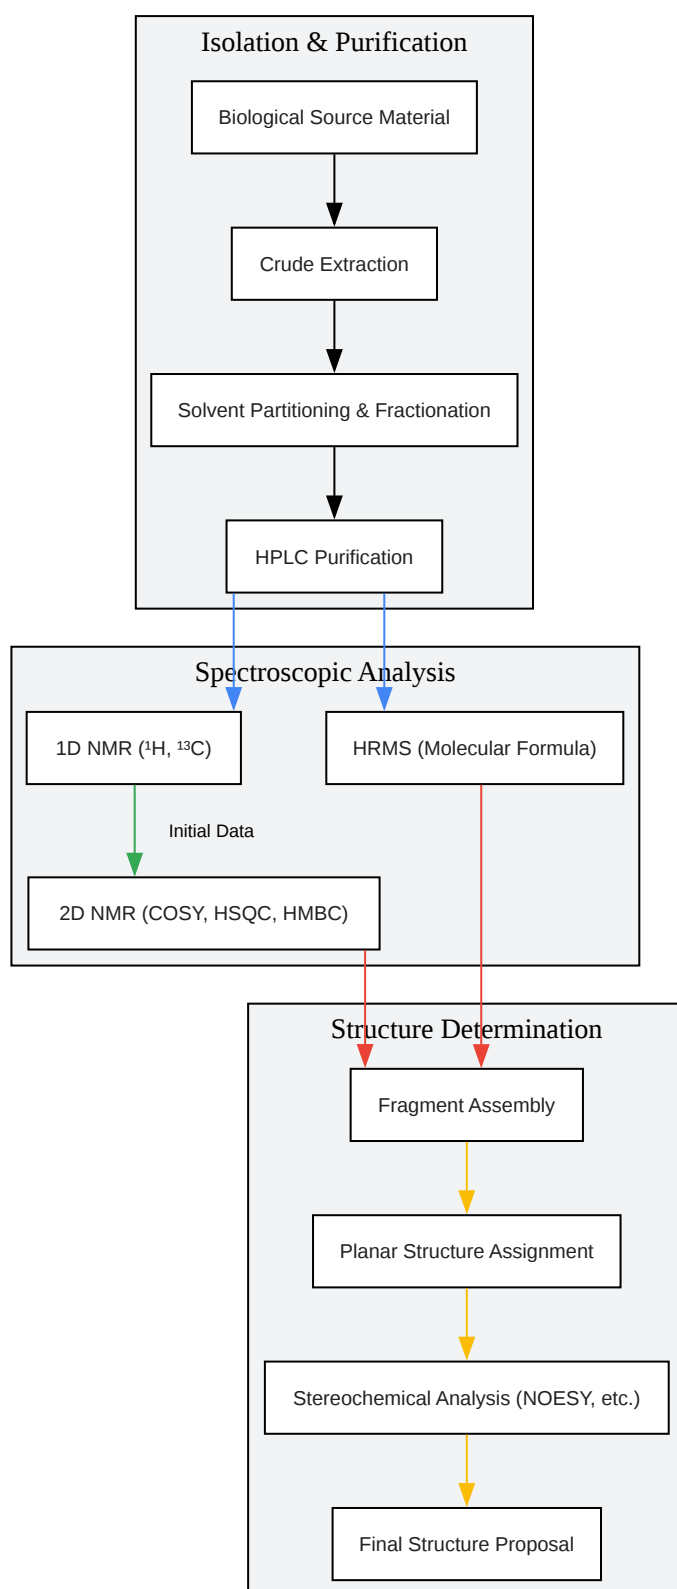 Isolation & Purification
Biological Source Material
Crude Extraction
Solvent Partitioning & Fractionation
HPLC Purification
Spectroscopic Analysis
1D NMR (¹H, ¹³C)
HRMS (Molecular Formula)
Initial Data
2D NMR (COSY, HSQC, HMBC)
Structure Determination
Fragment Assembly
Planar Structure Assignment
Stereochemical Analysis (NOESY, etc.)
Final Structure Proposal